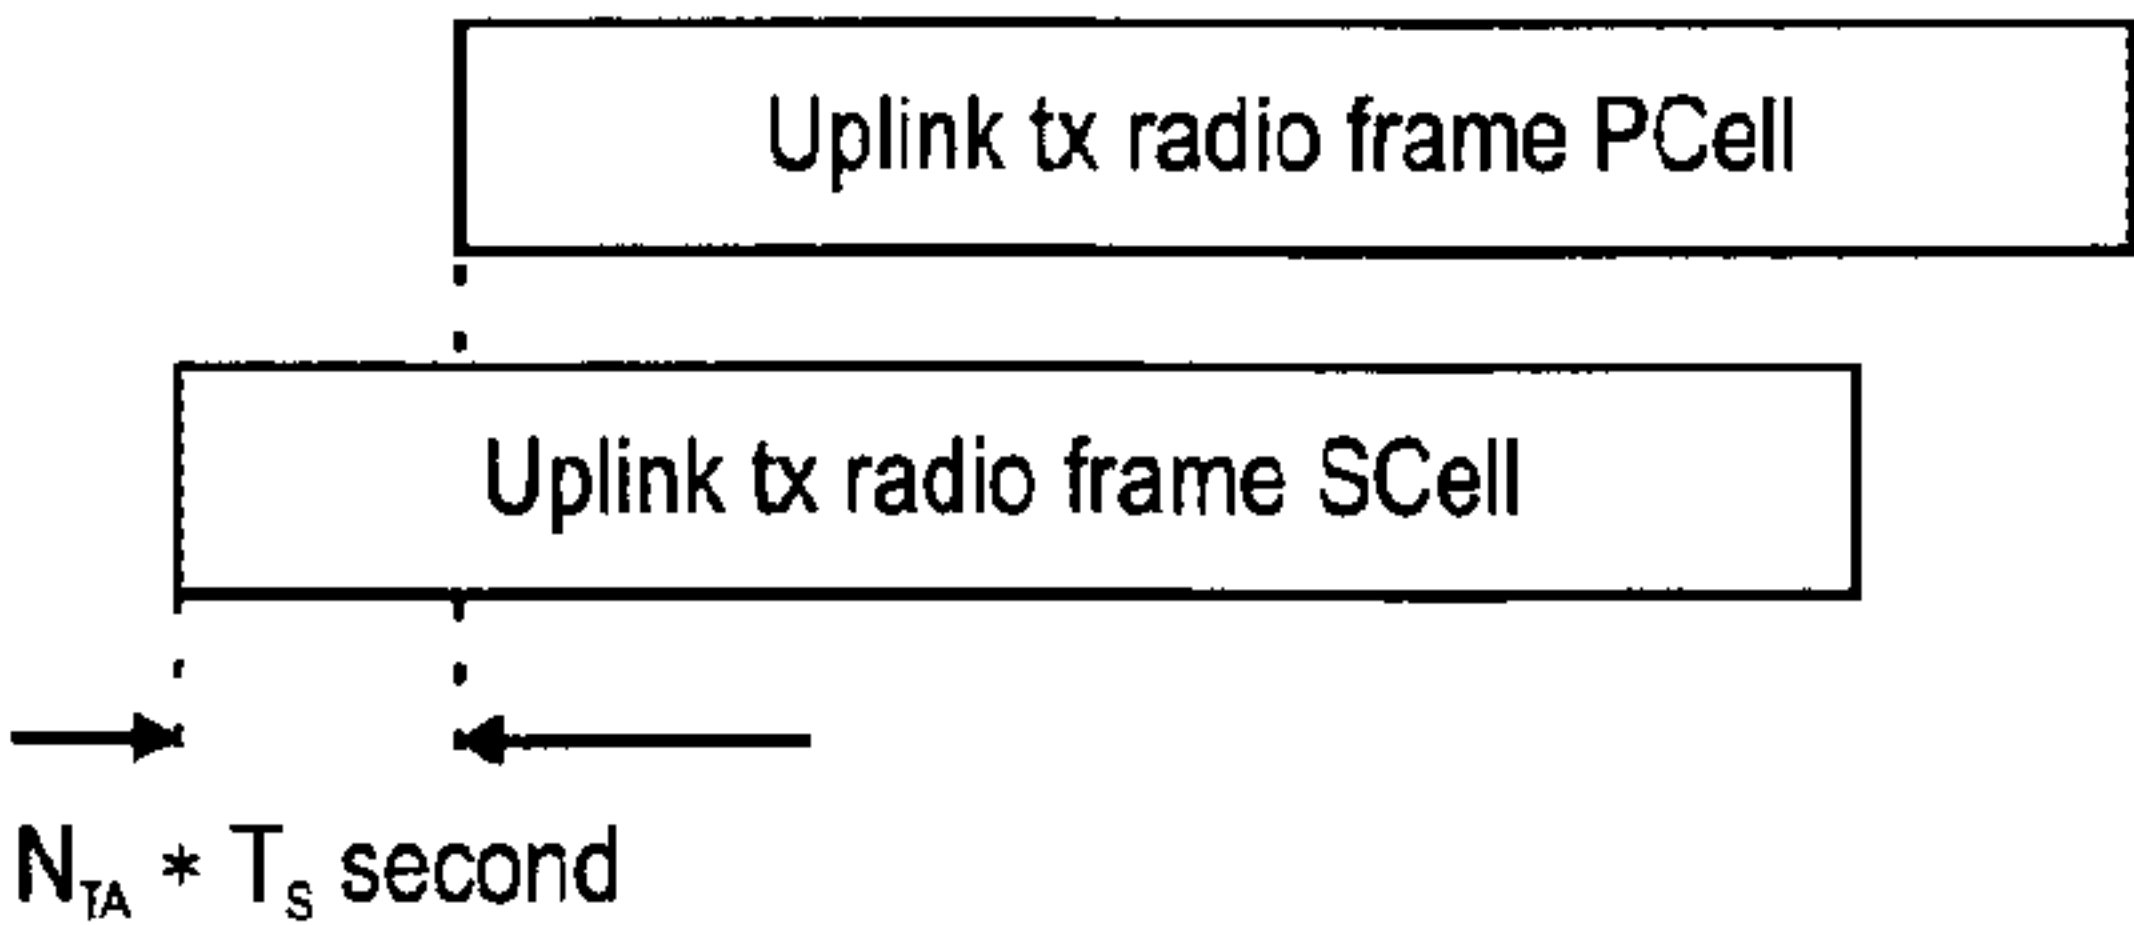 Uplink tx radio frame PCell
Uplink tx radio frame SCell
N_TA * T_S second